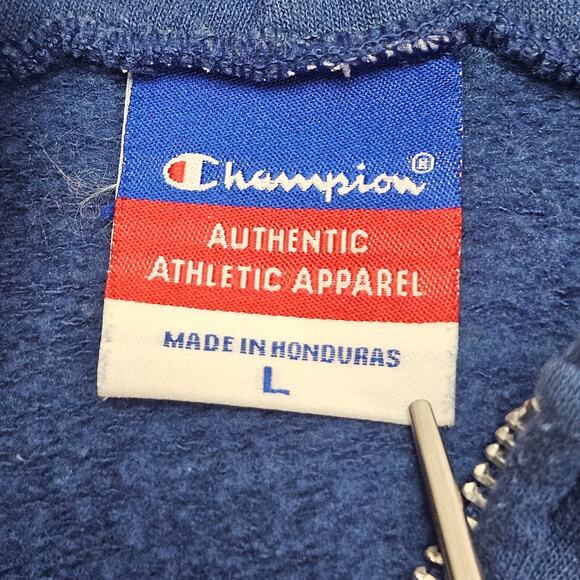 Champion®
AUTHENTIC
ATHLETIC APPAREL
MADE IN HONDURAS
L